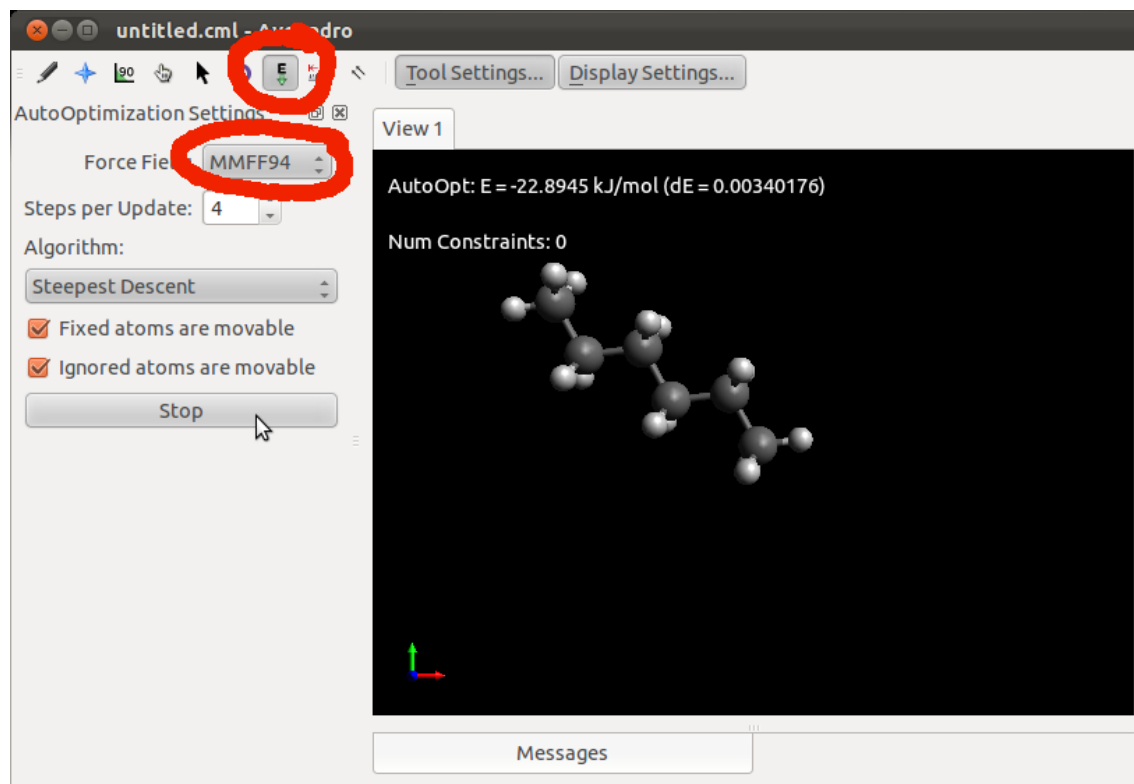 untitled.cml - Avogadro
90 E Tool Settings... Display Settings...
AutoOptimization Settings
View 1
Force Field: MMFF94
AutoOpt: E = -22.8945 kJ/mol (dE = 0.00340176)
Steps per Update: 4
Num Constraints: 0
Algorithm:
Steepest Descent
Fixed atoms are movable
Ignored atoms are movable
Stop
Messages